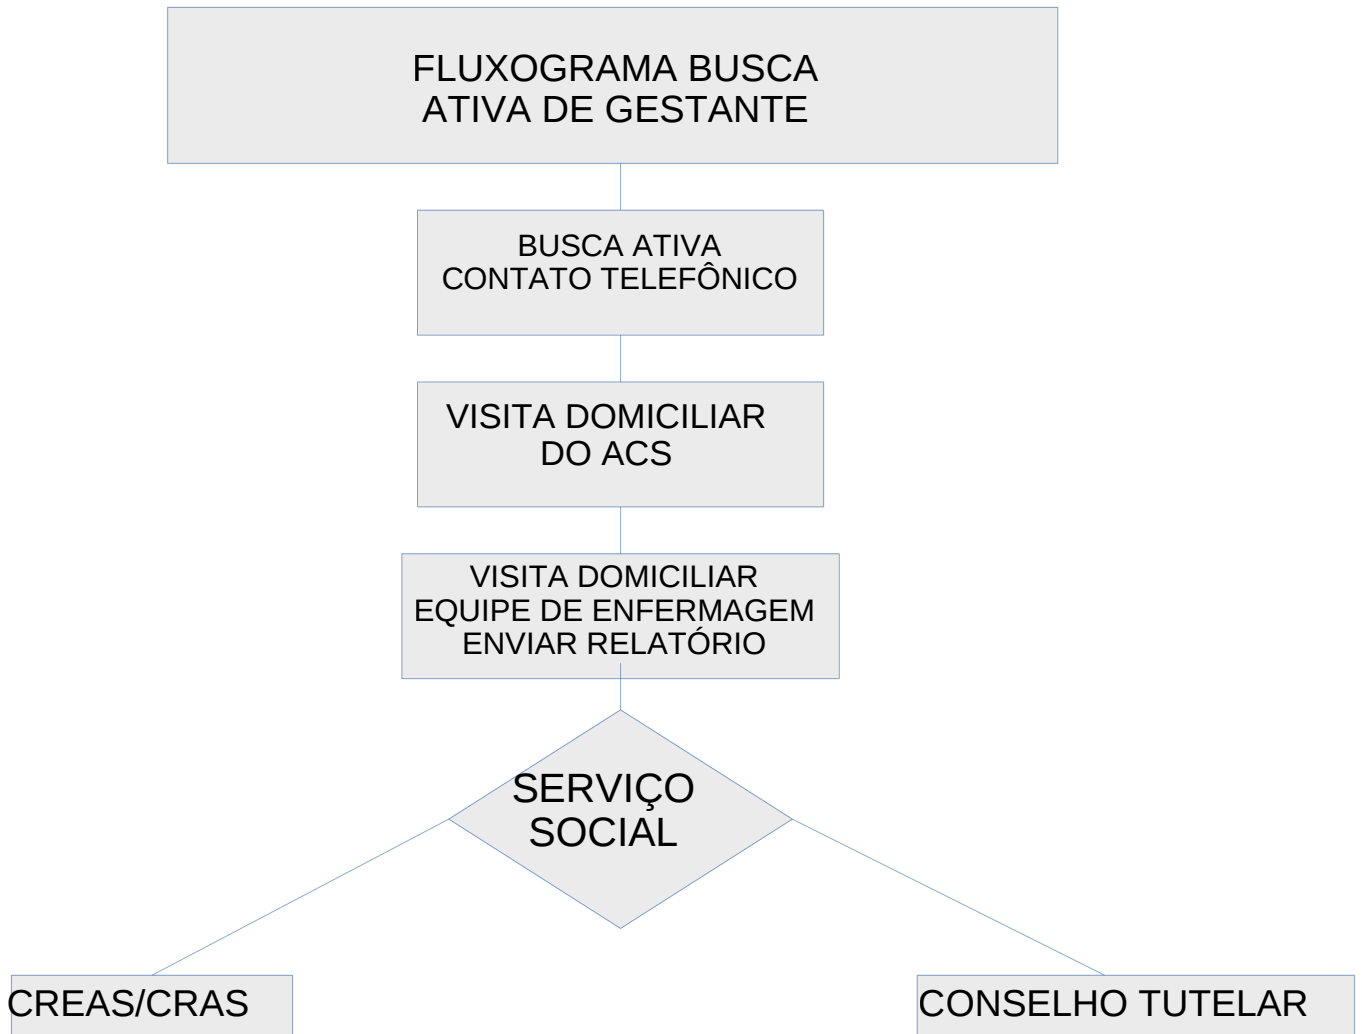 FLUXOGRAMA BUSCA
ATIVA DE GESTANTE
BUSCA ATIVA
CONTATO TELEFÔNICO
VISITA DOMICILIAR
DO ACS
VISITA DOMICILIAR
EQUIPE DE ENFERMAGEM
ENVIAR RELATÓRIO
SERVIÇO
SOCIAL
CREAS/CRAS
CONSELHO TUTELAR